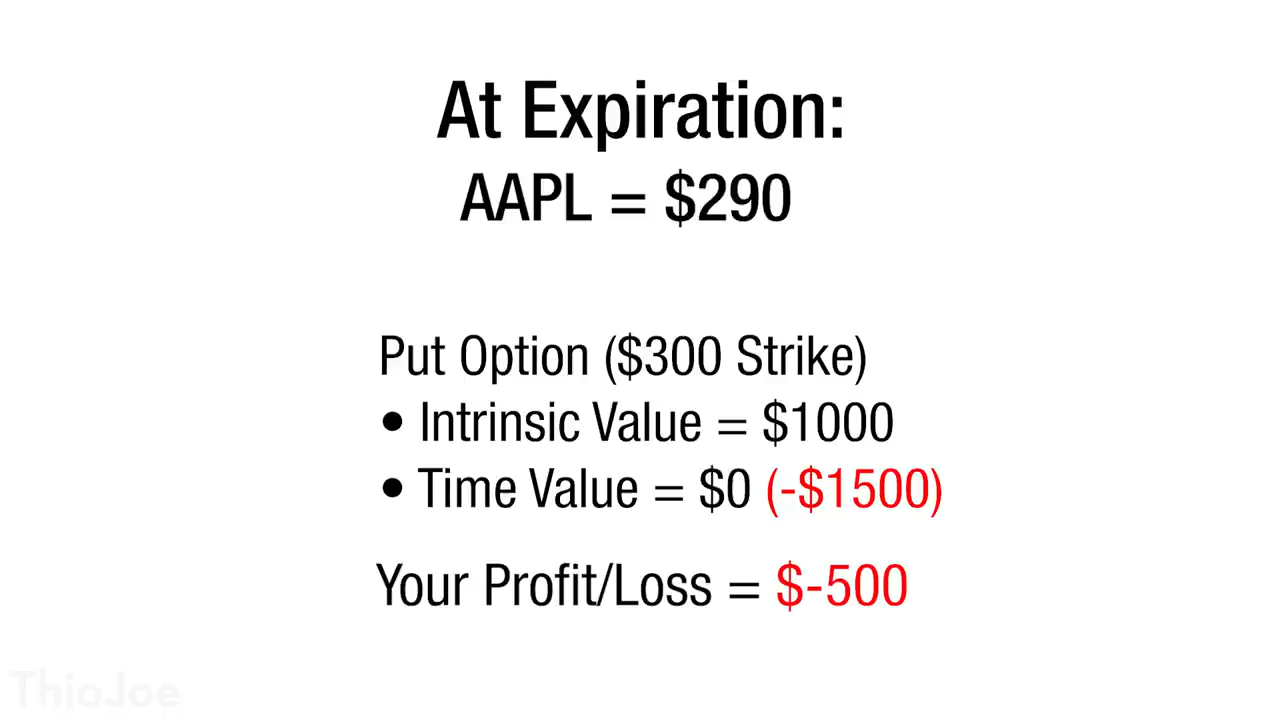 At Expiration:
AAPL = $290
Put Option ($300 Strike)
• Intrinsic Value = $1000
• Time Value = $0 (-$1500)
Your Profit/Loss = $-500
ThioJoe